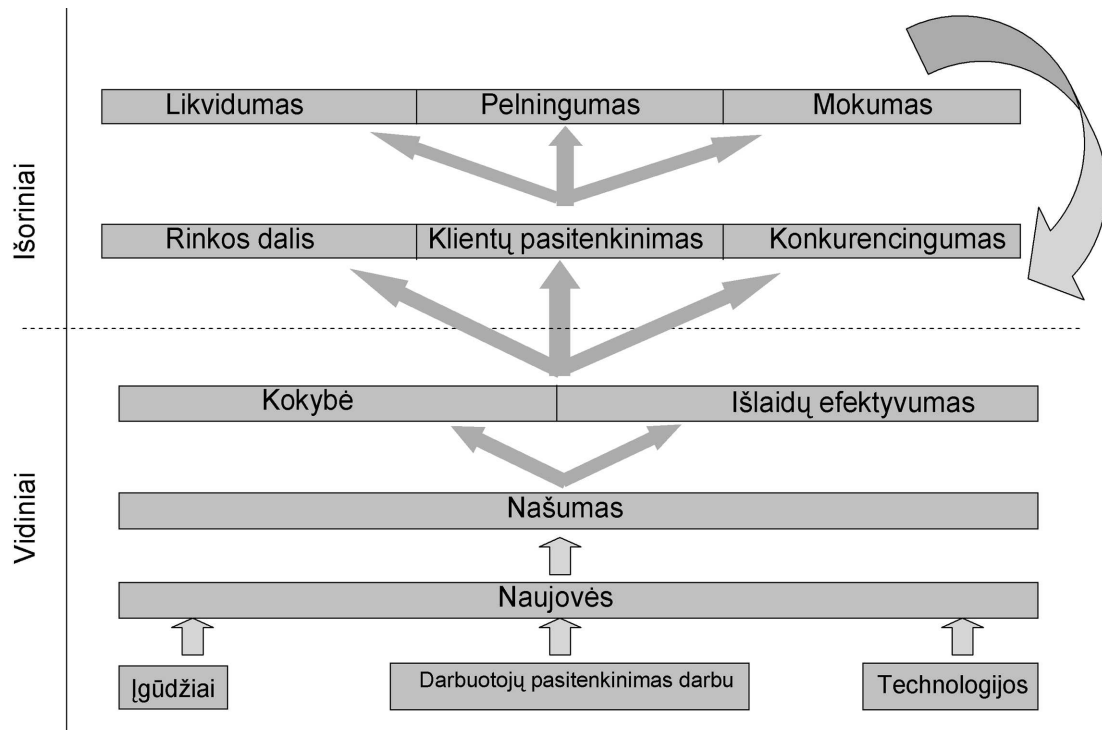 Išoriniai
Likvidumas
Pelningumas
Mokumas
Rinkos dalis
Klientų pasitenkinimas
Konkurencingumas
Vidiniai
Kokybė
Išlaidų efektyvumas
Našumas
Naujovės
Įgūdžiai
Darbuotojų pasitenkinimas darbu
Technologijos